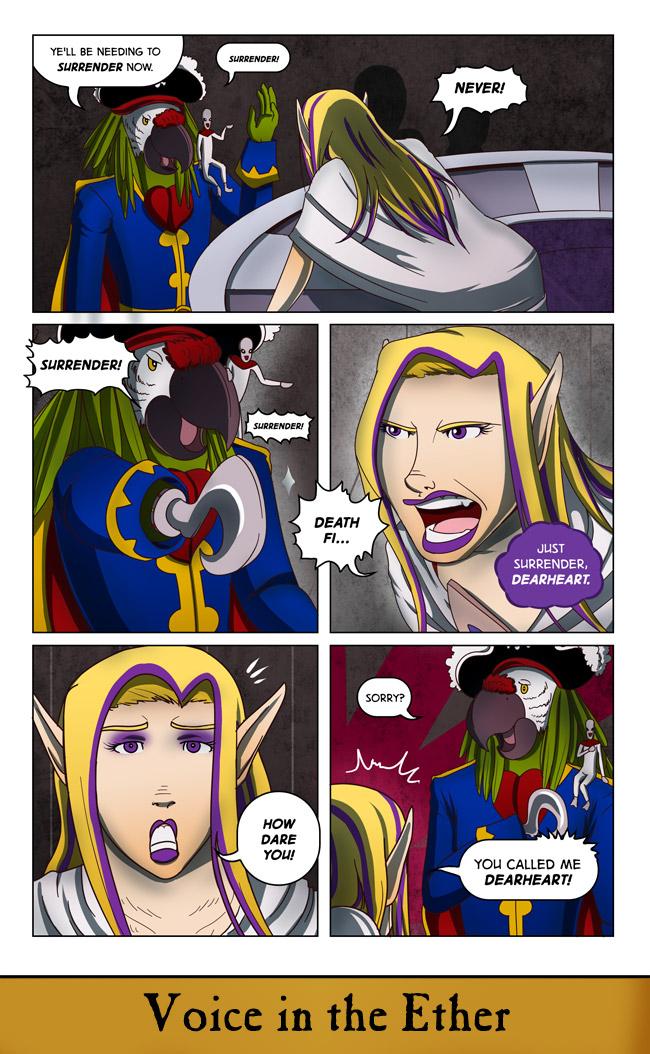 YE'LL BE NEEDING TO
SURRENDER NOW.
SURRENDER!
NEVER!
SURRENDER!
SURRENDER!
DEATH
FI...
JUST
SURRENDER,
DEARHEART.
HOW
DARE
YOU!
SORRY?
YOU CALLED ME
DEARHEART!
Voice in the Ether